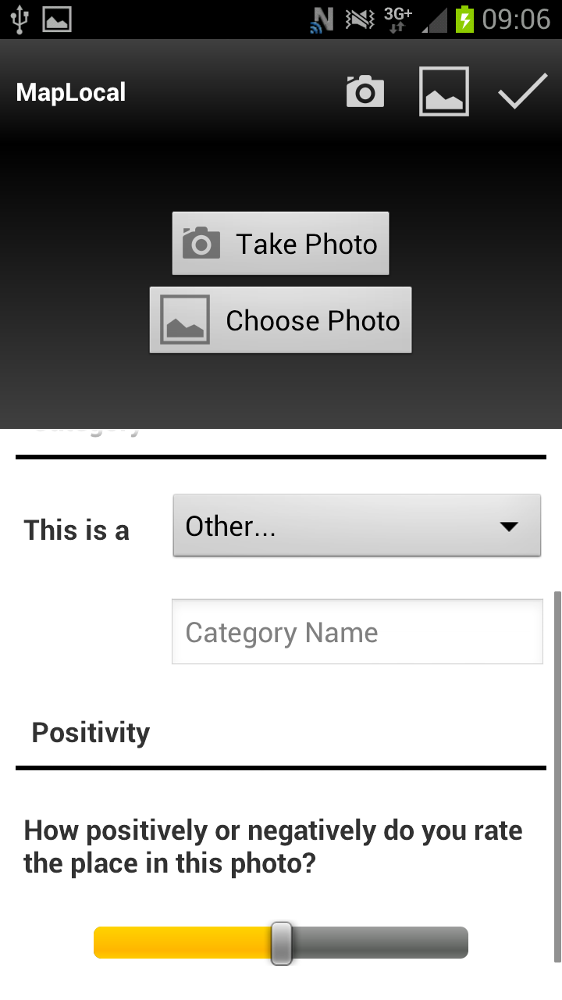 3G+ 09:06
MapLocal
Take Photo
Choose Photo
This is a
Other...
Category Name
Positivity
How positively or negatively do you rate
the place in this photo?